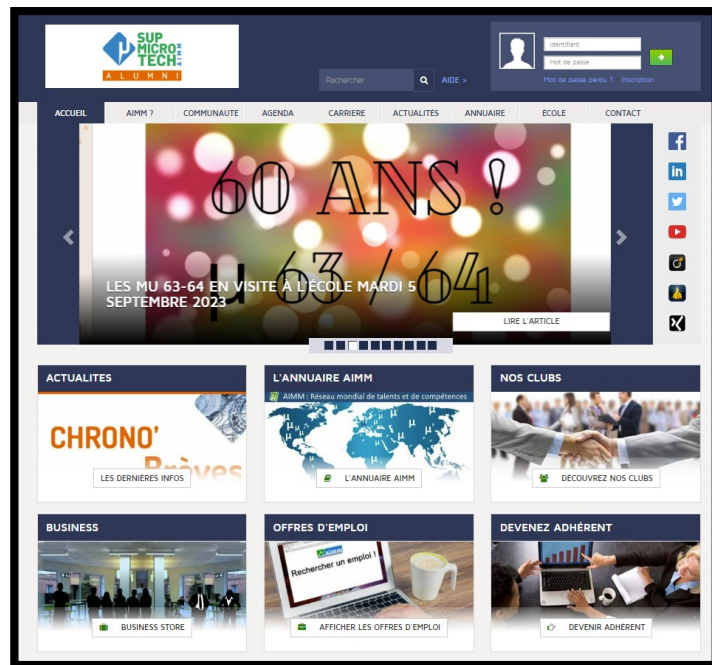 SUP
MICRO
TECH
AIMM
ALUMNI
Rechercher
AIDE >
Identifiant
Mot de passe
Mot de passe perdu ? Inscription
ACCUEIL AIMM ? COMMUNAUTE AGENDA CARRIERE ACTUALITES ANNUAIRE ÉCOLE CONTACT
60 ANS !
µ 63 / 64
LES MU 63-64 EN VISITE À L'ÉCOLE MARDI 5
SEPTEMBRE 2023
LIRE L'ARTICLE
ACTUALITES
CHRONO'
Brèves
LES DERNIÈRES INFOS
L'ANNUAIRE AIMM
AIMM : Réseau mondial de talents et de compétences
L'ANNUAIRE AIMM
NOS CLUBS
DÉCOUVREZ NOS CLUBS
BUSINESS
BUSINESS STORE
OFFRES D'EMPLOI
aimm
Rechercher un emploi !
AFFICHER LES OFFRES D'EMPLOI
DEVENEZ ADHÉRENT
DEVENIR ADHÉRENT